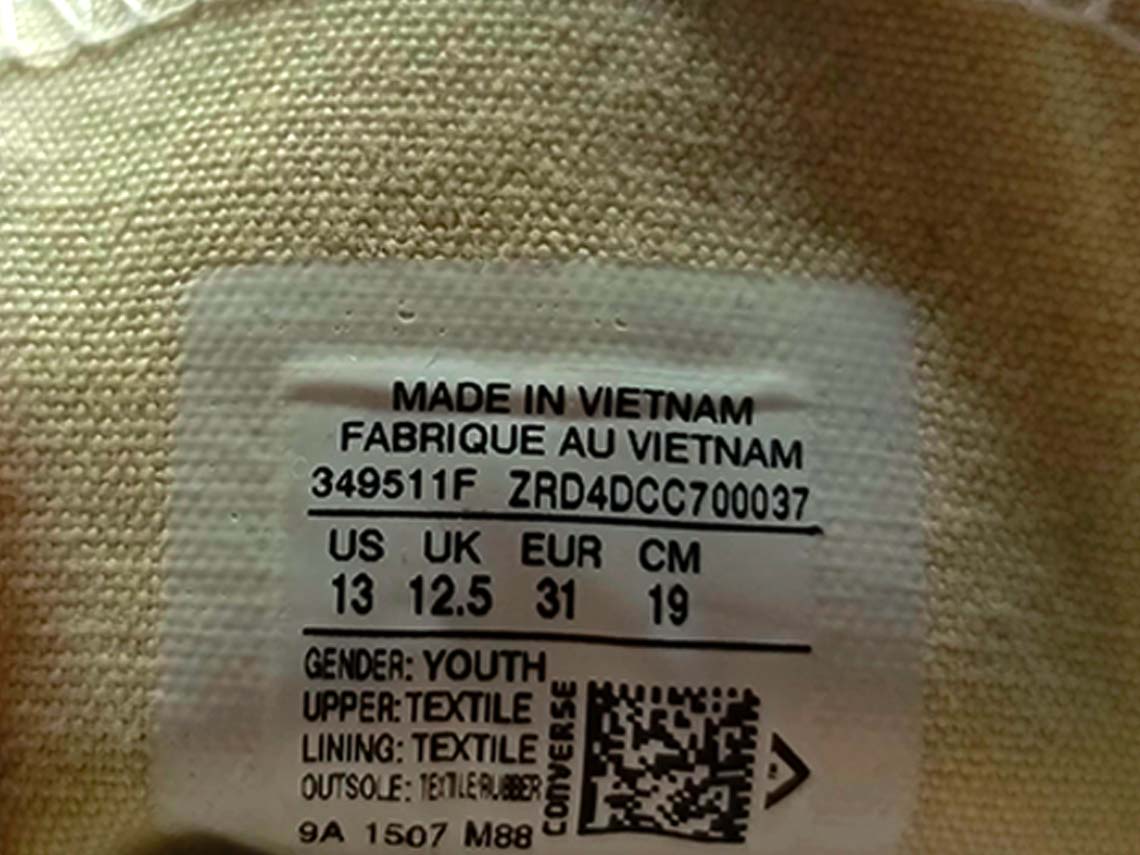 MADE IN VIETNAM
FABRIQUE AU VIETNAM
349511F ZRD4DCC700037
US UK EUR CM
13 12.5 31 19
GENDER: YOUTH
UPPER: TEXTILE
LINING: TEXTILE
OUTSOLE: TEXTILE/RUBBER
9A 1507 M88
CONVERSE